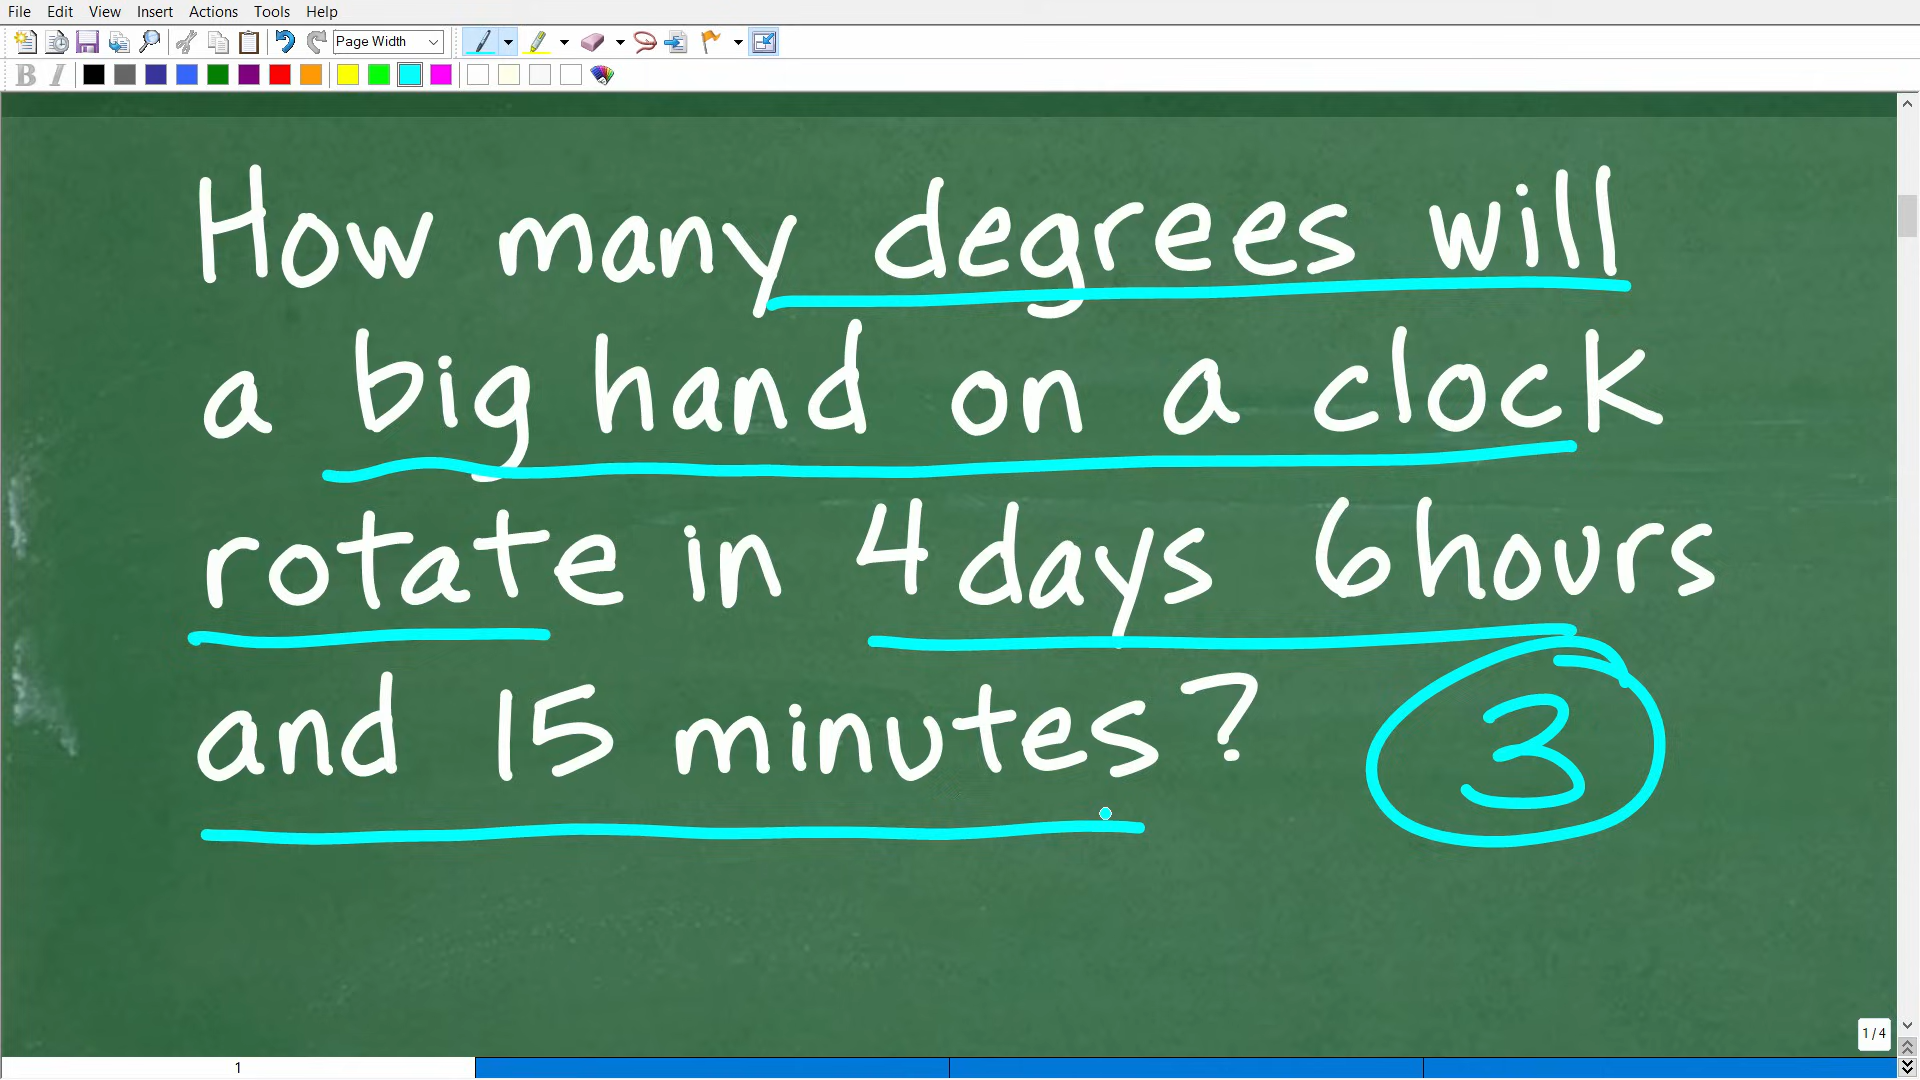 File Edit View Insert Actions Tools Help
Page Width
B I
How many degrees will
a big hand on a clock
rotate in 4 days 6 hours
and 15 minutes? 3
1 / 4
1